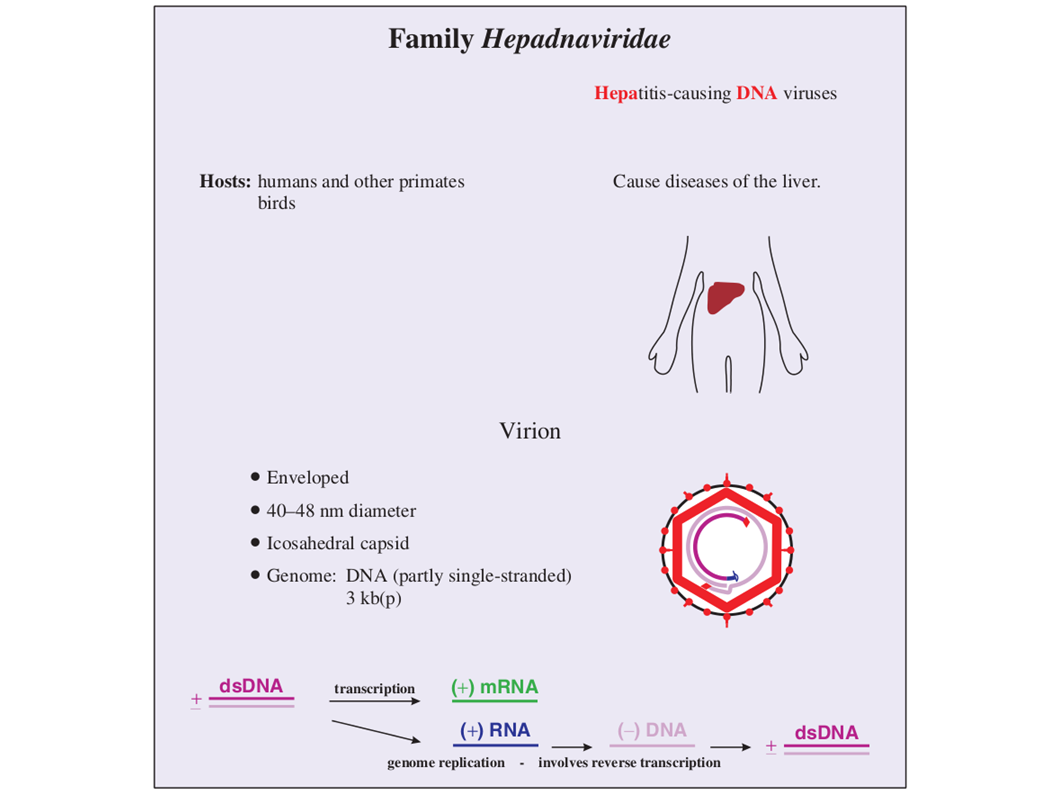 Family Hepadnaviridae
Hepatitis-causing DNA viruses
Hosts: humans and other primates
birds
Cause diseases of the liver.
Virion
● Enveloped
● 40–48 nm diameter
● Icosahedral capsid
● Genome: DNA (partly single-stranded)
3 kb(p)
± dsDNA
transcription
(+) mRNA
(+) RNA
(–) DNA
± dsDNA
genome replication - involves reverse transcription